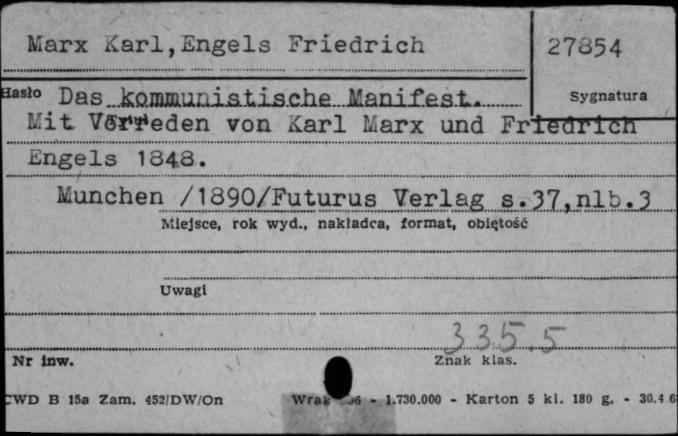 Marx Karl,Engels Friedrich
27854
Hasło Das kommunistische Manifest.
Sygnatura
Mit Vorreden von Karl Marx und Friedrich
Engels 1848.
Munchen /1890/Futurus Verlag s.37,nlb.3
Miejsce, rok wyd., nakładca, format, objętość
Uwagi
335.5
Nr inw.
Znak klas.
CWD B 15a Zam. 452/DW/On
- 1.730.000 - Karton 5 kl. 180 g. - 30.4.6